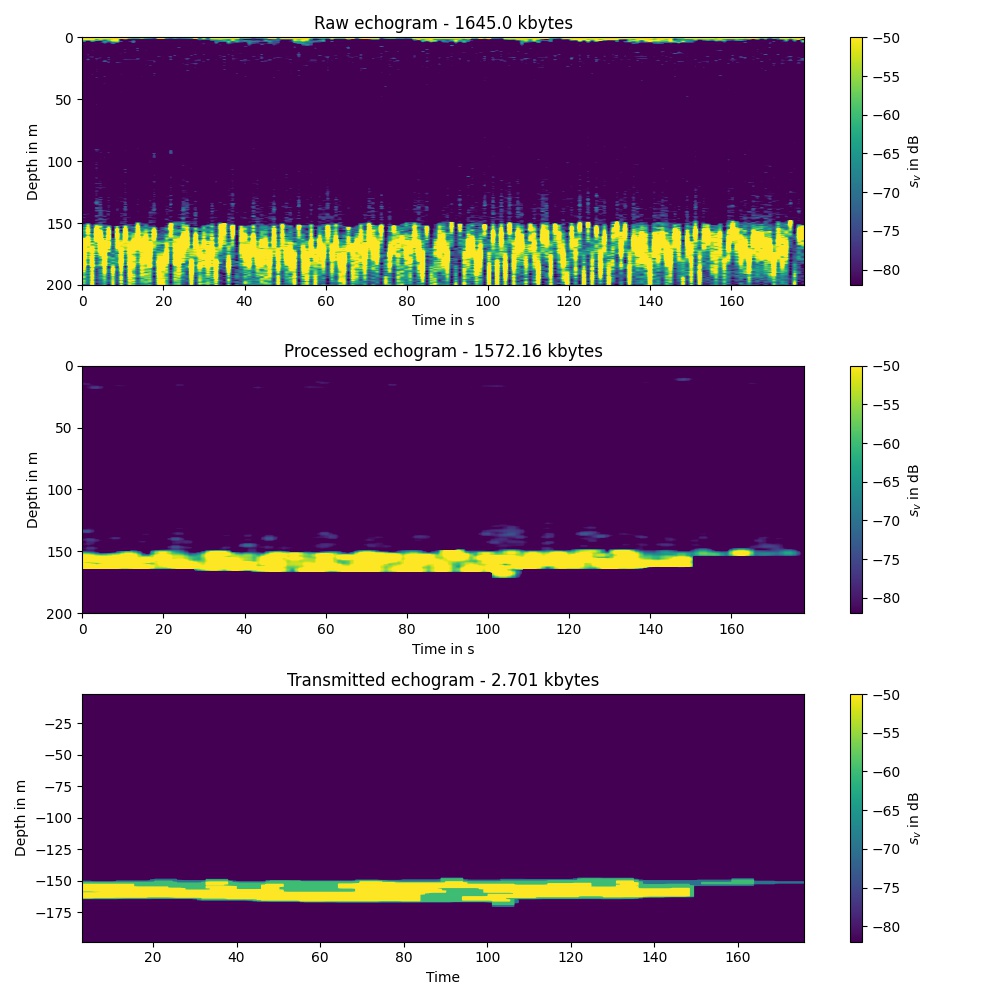 Raw echogram - 1645.0 kbytes
0
50
100
150
200
Depth in m
0 20 40 60 80 100 120 140 160
Time in s
−50
−55
−60
−65
−70
−75
−80
sv in dB
Processed echogram - 1572.16 kbytes
0
50
100
150
200
Depth in m
0 20 40 60 80 100 120 140 160
Time in s
−50
−55
−60
−65
−70
−75
−80
sv in dB
Transmitted echogram - 2.701 kbytes
−25
−50
−75
−100
−125
−150
−175
Depth in m
20 40 60 80 100 120 140 160
Time
−50
−55
−60
−65
−70
−75
−80
sv in dB